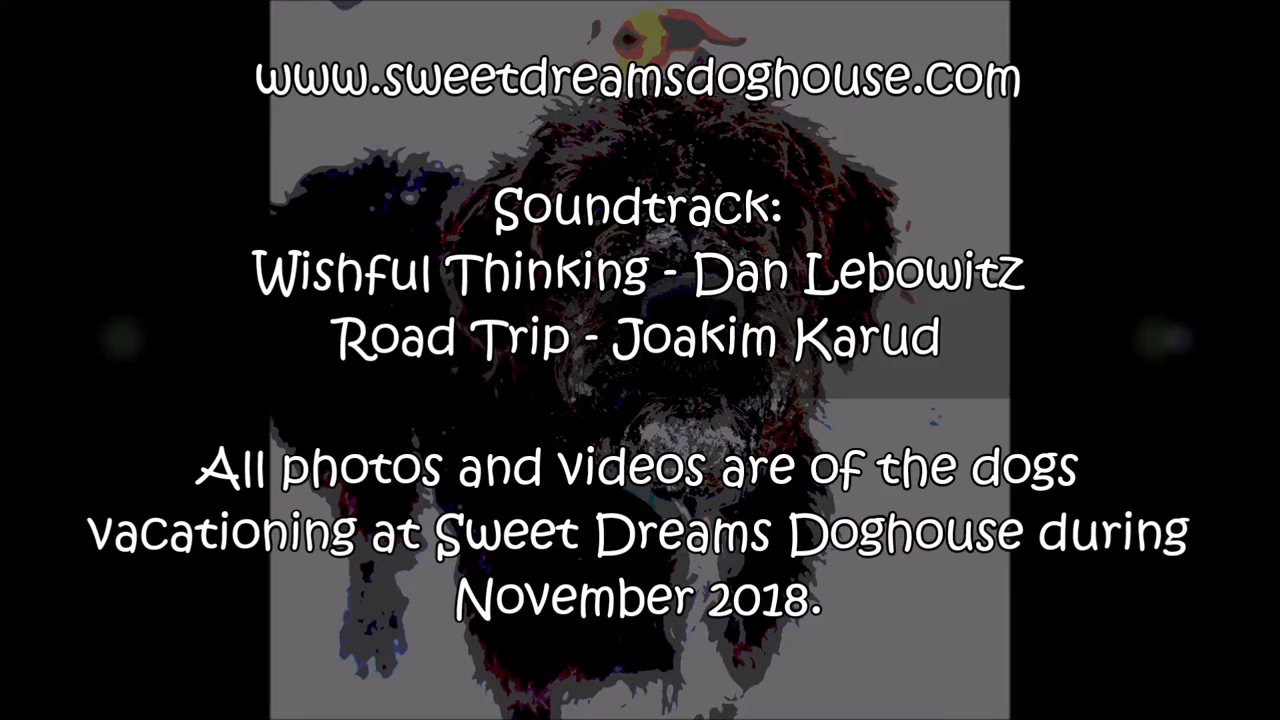 www.sweetdreamsdoghouse.com
Soundtrack:
Wishful Thinking - Dan Lebowitz
Road Trip - Joakim Karud
All photos and videos are of the dogs
vacationing at Sweet Dreams Doghouse during
November 2018.